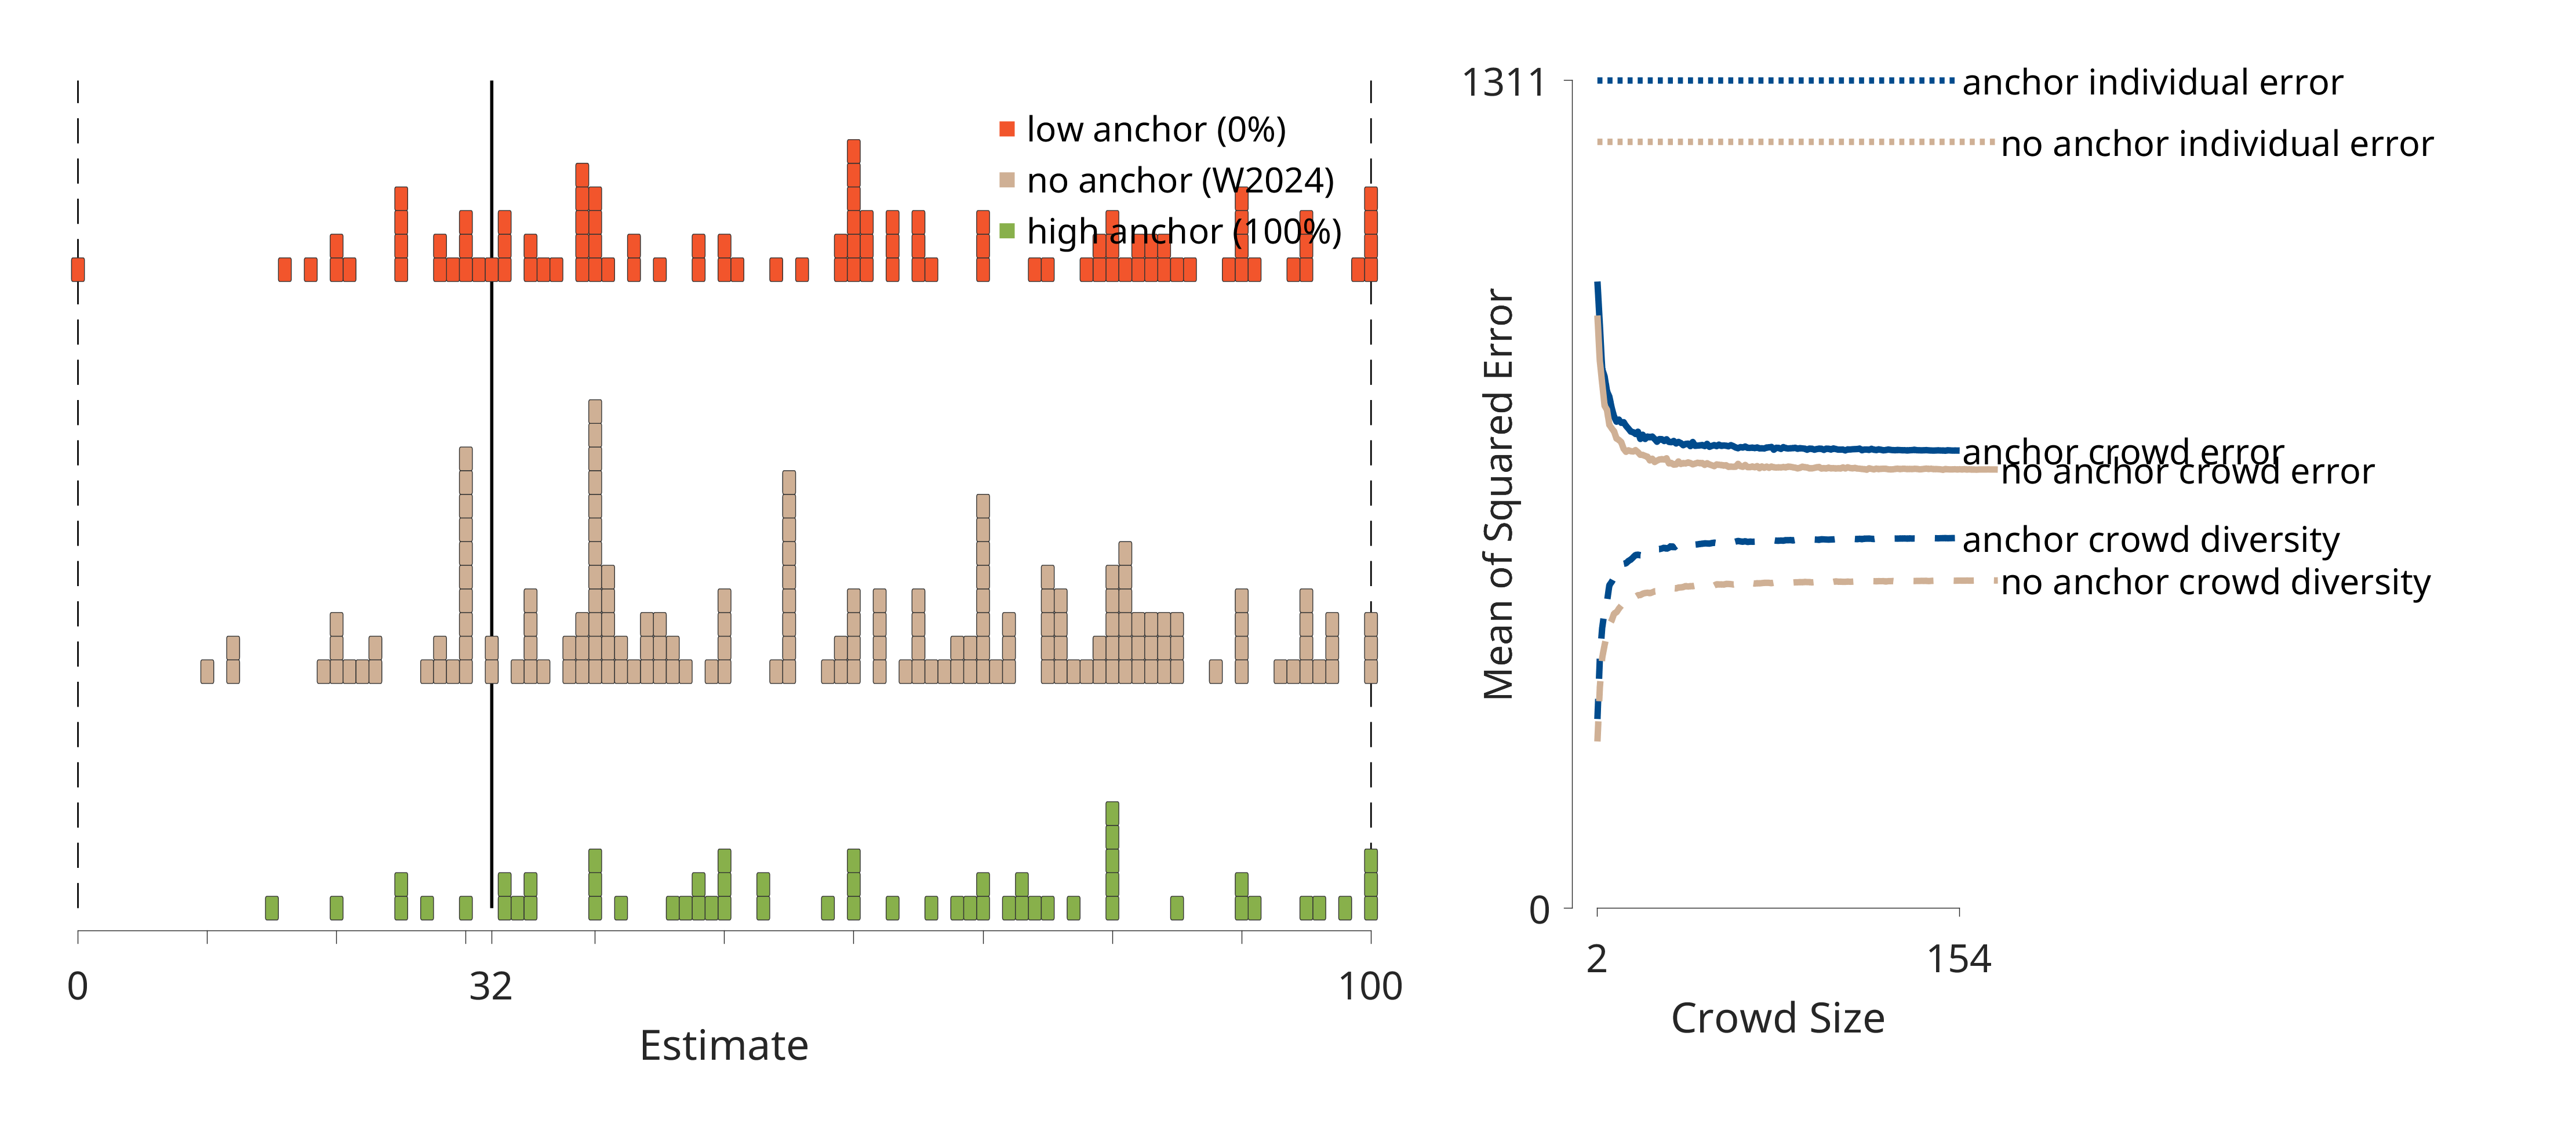 low anchor (0%)
no anchor (W2024)
high anchor (100%)
0
32
100
Estimate
1311
0
Mean of Squared Error
anchor individual error
no anchor individual error
anchor crowd error
no anchor crowd error
anchor crowd diversity
no anchor crowd diversity
2
154
Crowd Size